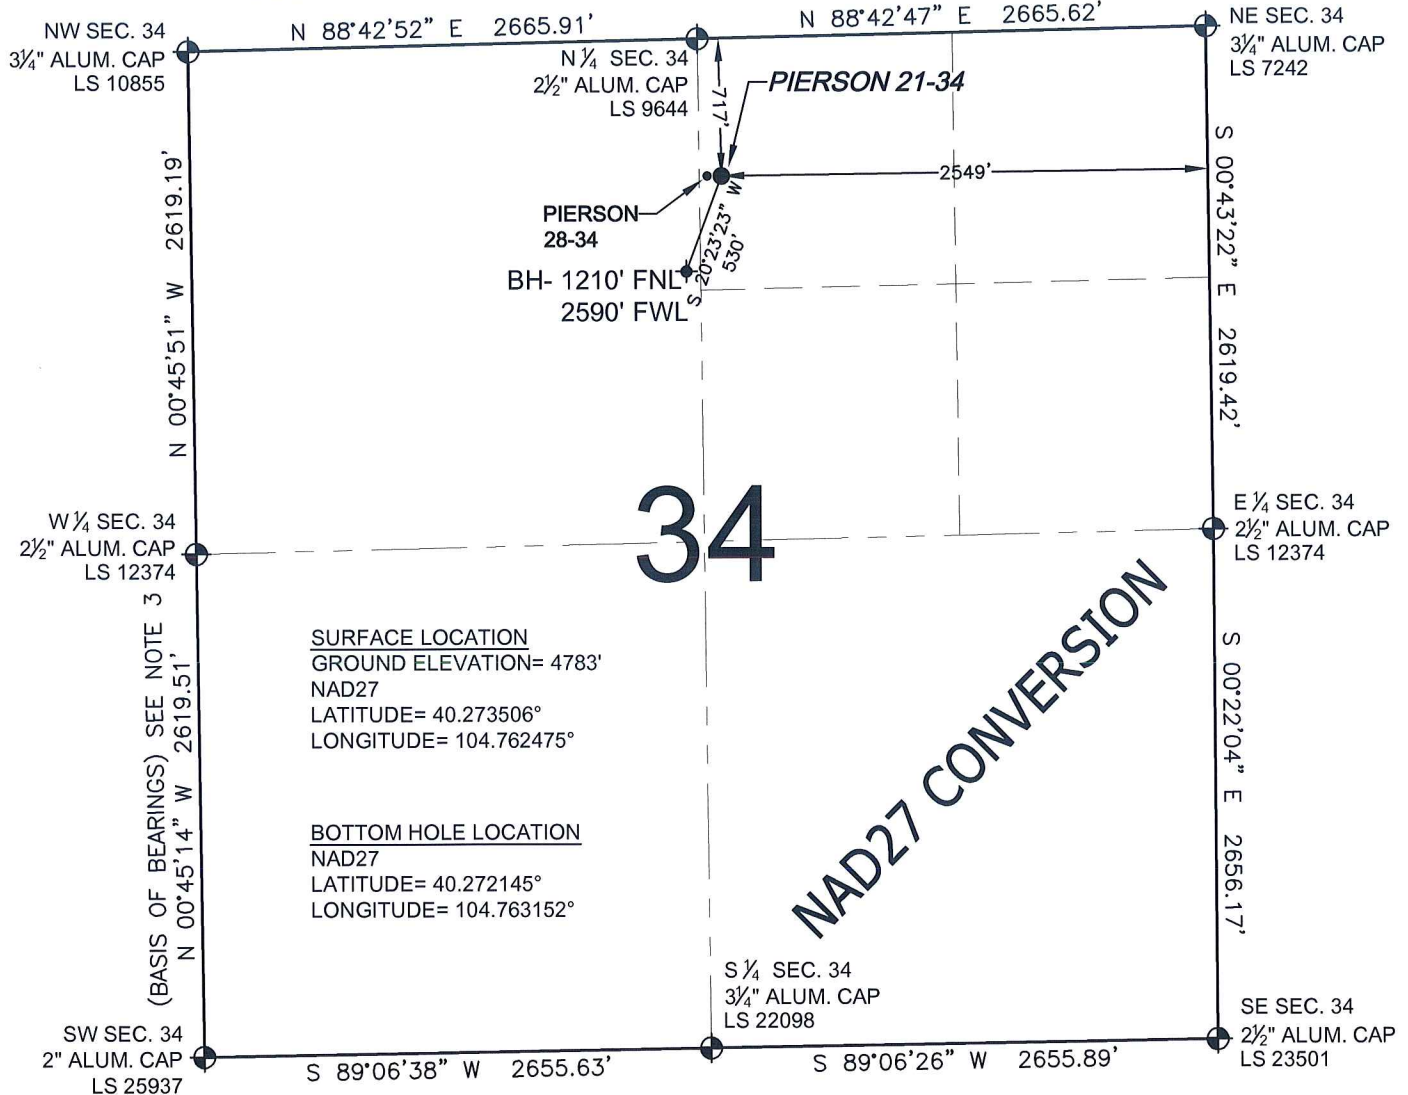 NW SEC. 34
3¼" ALUM. CAP
LS 10855
N 88°42'52" E 2665.91'
N ¼ SEC. 34
2½" ALUM. CAP
LS 9644
N 88°42'47" E 2665.62'
NE SEC. 34
3¼" ALUM. CAP
LS 7242
717'
PIERSON 21-34
2549'
PIERSON
28-34
S 20°23'23" W
530'
BH- 1210' FNL
2590' FWL
N 00°45'51" W 2619.19'
S 00°43'22" E 2619.42'
34
W ¼ SEC. 34
2½" ALUM. CAP
LS 12374
E ¼ SEC. 34
2½" ALUM. CAP
LS 12374
(BASIS OF BEARINGS) SEE NOTE 3
N 00°45'14" W 2619.51'
SURFACE LOCATION
GROUND ELEVATION= 4783'
NAD27
LATITUDE= 40.273506°
LONGITUDE= 104.762475°
BOTTOM HOLE LOCATION
NAD27
LATITUDE= 40.272145°
LONGITUDE= 104.763152°
NAD27 CONVERSION
S 00°22'04" E 2656.17'
SW SEC. 34
2" ALUM. CAP
LS 25937
S 89°06'38" W 2655.63'
S ¼ SEC. 34
3¼" ALUM. CAP
LS 22098
S 89°06'26" W 2655.89'
SE SEC. 34
2½" ALUM. CAP
LS 23501